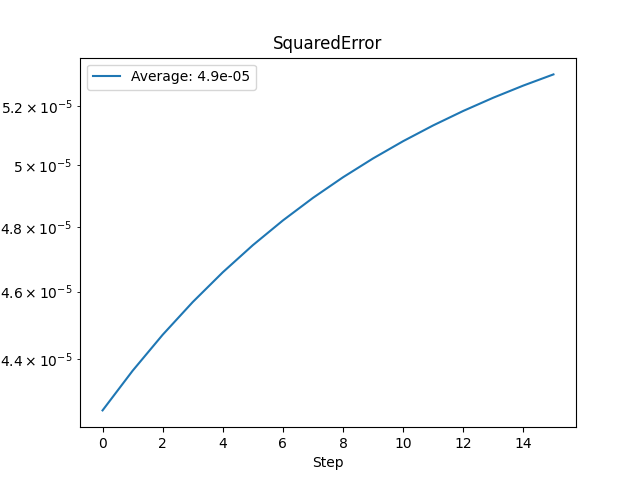 SquaredError
Average: 4.9e-05
5.2 × 10⁻⁵
5 × 10⁻⁵
4.8 × 10⁻⁵
4.6 × 10⁻⁵
4.4 × 10⁻⁵
0 2 4 6 8 10 12 14
Step